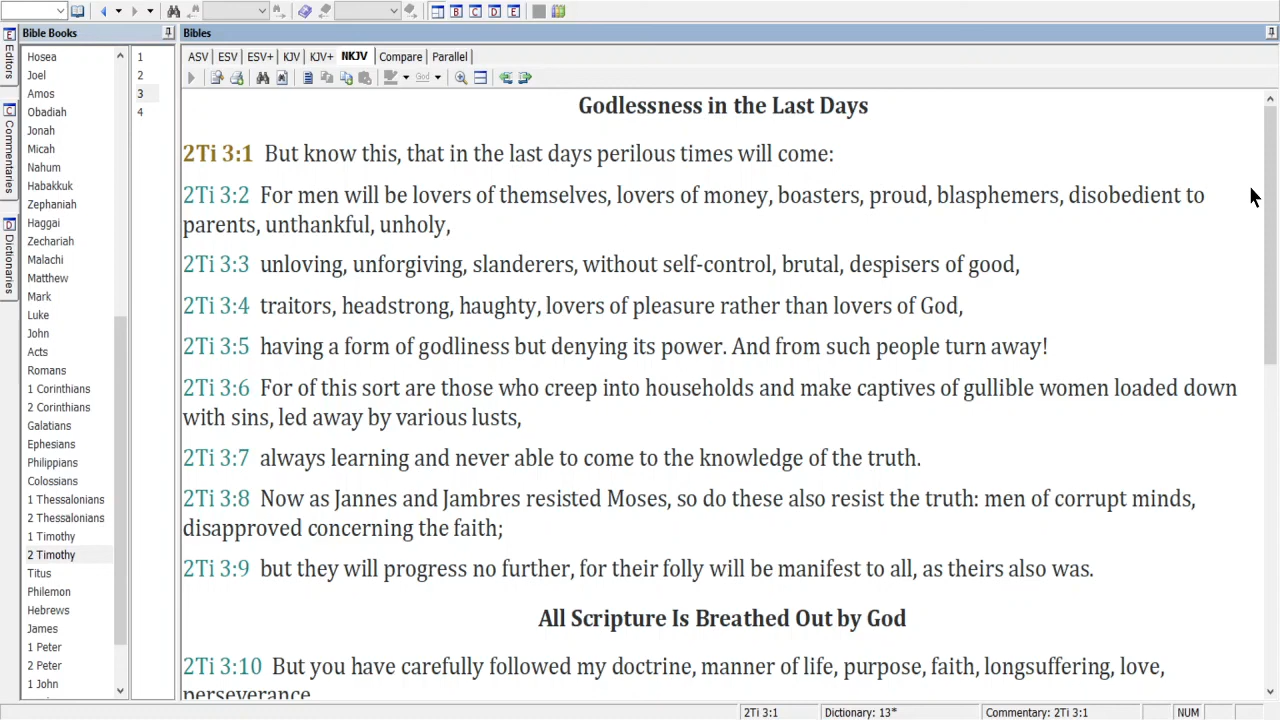 Bible Books
Bibles
Editors
Commentaries
Dictionaries
Hosea
Joel
Amos
Obadiah
Jonah
Micah
Nahum
Habakkuk
Zephaniah
Haggai
Zechariah
Malachi
Matthew
Mark
Luke
John
Acts
Romans
1 Corinthians
2 Corinthians
Galatians
Ephesians
Philippians
Colossians
1 Thessalonians
2 Thessalonians
1 Timothy
2 Timothy
Titus
Philemon
Hebrews
James
1 Peter
2 Peter
1 John
1
2
3
4
ASV ESV ESV+ KJV KJV+ NKJV Compare Parallel
God
Godlessness in the Last Days
2Ti 3:1 But know this, that in the last days perilous times will come:
2Ti 3:2 For men will be lovers of themselves, lovers of money, boasters, proud, blasphemers, disobedient to
parents, unthankful, unholy,
2Ti 3:3 unloving, unforgiving, slanderers, without self-control, brutal, despisers of good,
2Ti 3:4 traitors, headstrong, haughty, lovers of pleasure rather than lovers of God,
2Ti 3:5 having a form of godliness but denying its power. And from such people turn away!
2Ti 3:6 For of this sort are those who creep into households and make captives of gullible women loaded down
with sins, led away by various lusts,
2Ti 3:7 always learning and never able to come to the knowledge of the truth.
2Ti 3:8 Now as Jannes and Jambres resisted Moses, so do these also resist the truth: men of corrupt minds,
disapproved concerning the faith;
2Ti 3:9 but they will progress no further, for their folly will be manifest to all, as theirs also was.
All Scripture Is Breathed Out by God
2Ti 3:10 But you have carefully followed my doctrine, manner of life, purpose, faith, longsuffering, love,
perseverance
2Ti 3:1 Dictionary: 13* Commentary: 2Ti 3:1 NUM